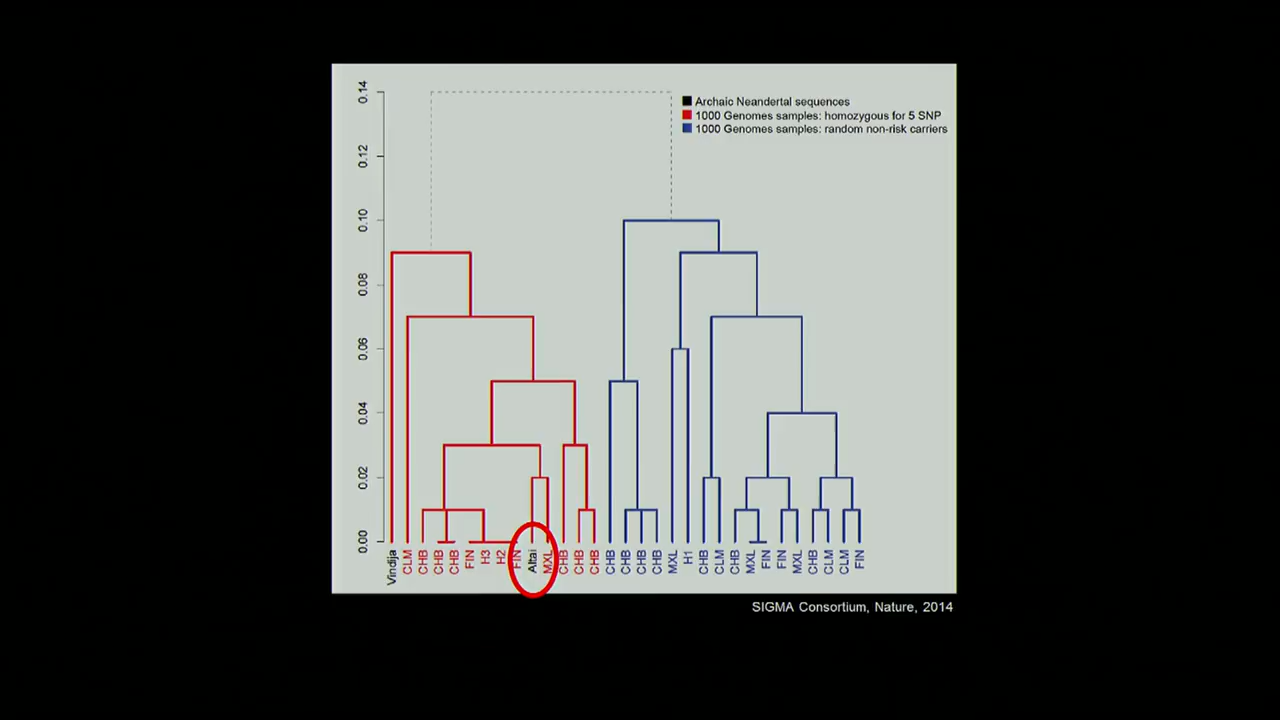 0.14
Archaic Neandertal sequences
1000 Genomes samples: homozygous for 5 SNP
1000 Genomes samples: random non-risk carriers
0.12
0.10
0.08
0.06
0.04
0.02
0.00
Vindija CLM CHB CHB CHB FIN H3 H2 FIN Altai MXL CHB CHB CHB CHB CHB CHB CHB MXL H1 CHB CLM CHB MXL FIN FIN MXL CHB CLM CLM FIN
SIGMA Consortium, Nature, 2014